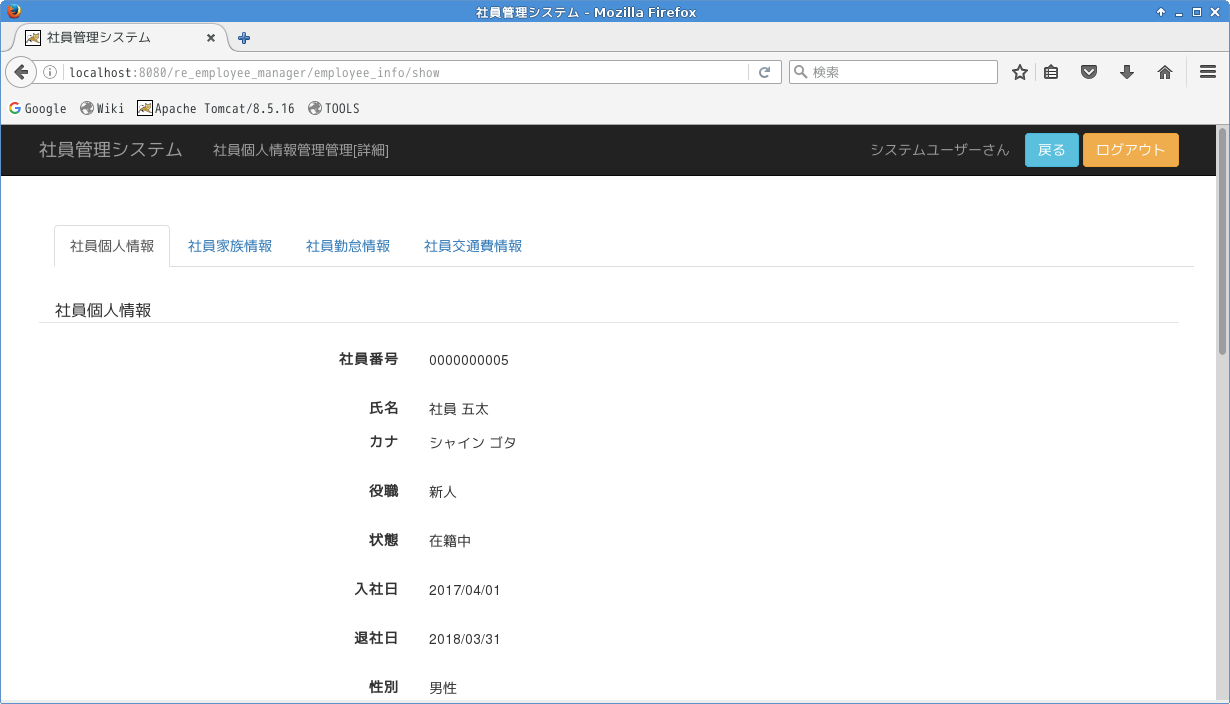 社員管理システム - Mozilla Firefox
社員管理システム
localhost:8080/re_employee_manager/employee_info/show
検索
Google Wiki Apache Tomcat/8.5.16 TOOLS
社員管理システム 社員個人情報管理管理[詳細] システムユーザーさん 戻る ログアウト
社員個人情報 社員家族情報 社員勤怠情報 社員交通費情報
社員個人情報
社員番号 0000000005
氏名 社員 五太
カナ シャイン ゴタ
役職 新人
状態 在籍中
入社日 2017/04/01
退社日 2018/03/31
性別 男性